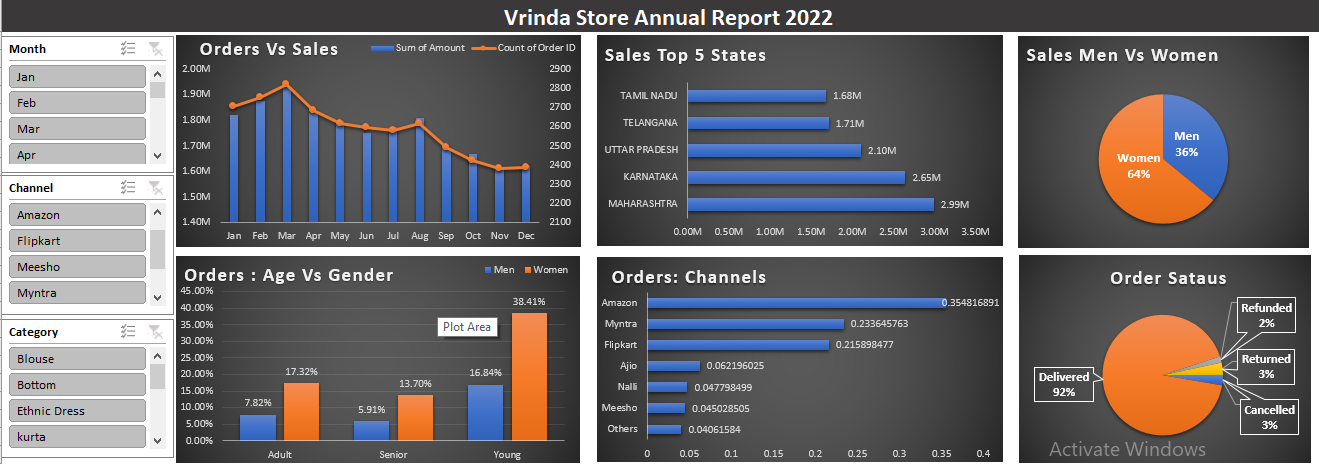 Vrinda Store Annual Report 2022
Month
Jan
Feb
Mar
Apr
Channel
Amazon
Flipkart
Meesho
Myntra
Category
Blouse
Bottom
Ethnic Dress
kurta
Orders Vs Sales
Sum of Amount Count of Order ID
2.00M 2900
1.90M 2800
2700
1.80M 2600
1.70M 2500
2400
1.60M 2300
1.50M 2200
1.40M 2100
Jan Feb Mar Apr May Jun Jul Aug Sep Oct Nov Dec
Sales Top 5 States
TAMIL NADU 1.68M
TELANGANA 1.71M
UTTAR PRADESH 2.10M
KARNATAKA 2.65M
MAHARASHTRA 2.99M
0.00M 0.50M 1.00M 1.50M 2.00M 2.50M 3.00M 3.50M
Sales Men Vs Women
Men
36%
Women
64%
Orders : Age Vs Gender
Men Women
45.00%
40.00%
35.00%
30.00%
25.00%
20.00%
15.00%
10.00%
5.00%
0.00%
7.82% 17.32%
5.91% 13.70%
16.84% 38.41%
Plot Area
Adult Senior Young
Orders: Channels
Amazon 0.354816891
Myntra 0.233645763
Flipkart 0.215898477
Ajio 0.062196025
Nalli 0.047798499
Meesho 0.045028505
Others 0.04061584
0 0.05 0.1 0.15 0.2 0.25 0.3 0.35 0.4
Order Sataus
Refunded
2%
Returned
3%
Delivered
92%
Cancelled
3%
Activate Windows